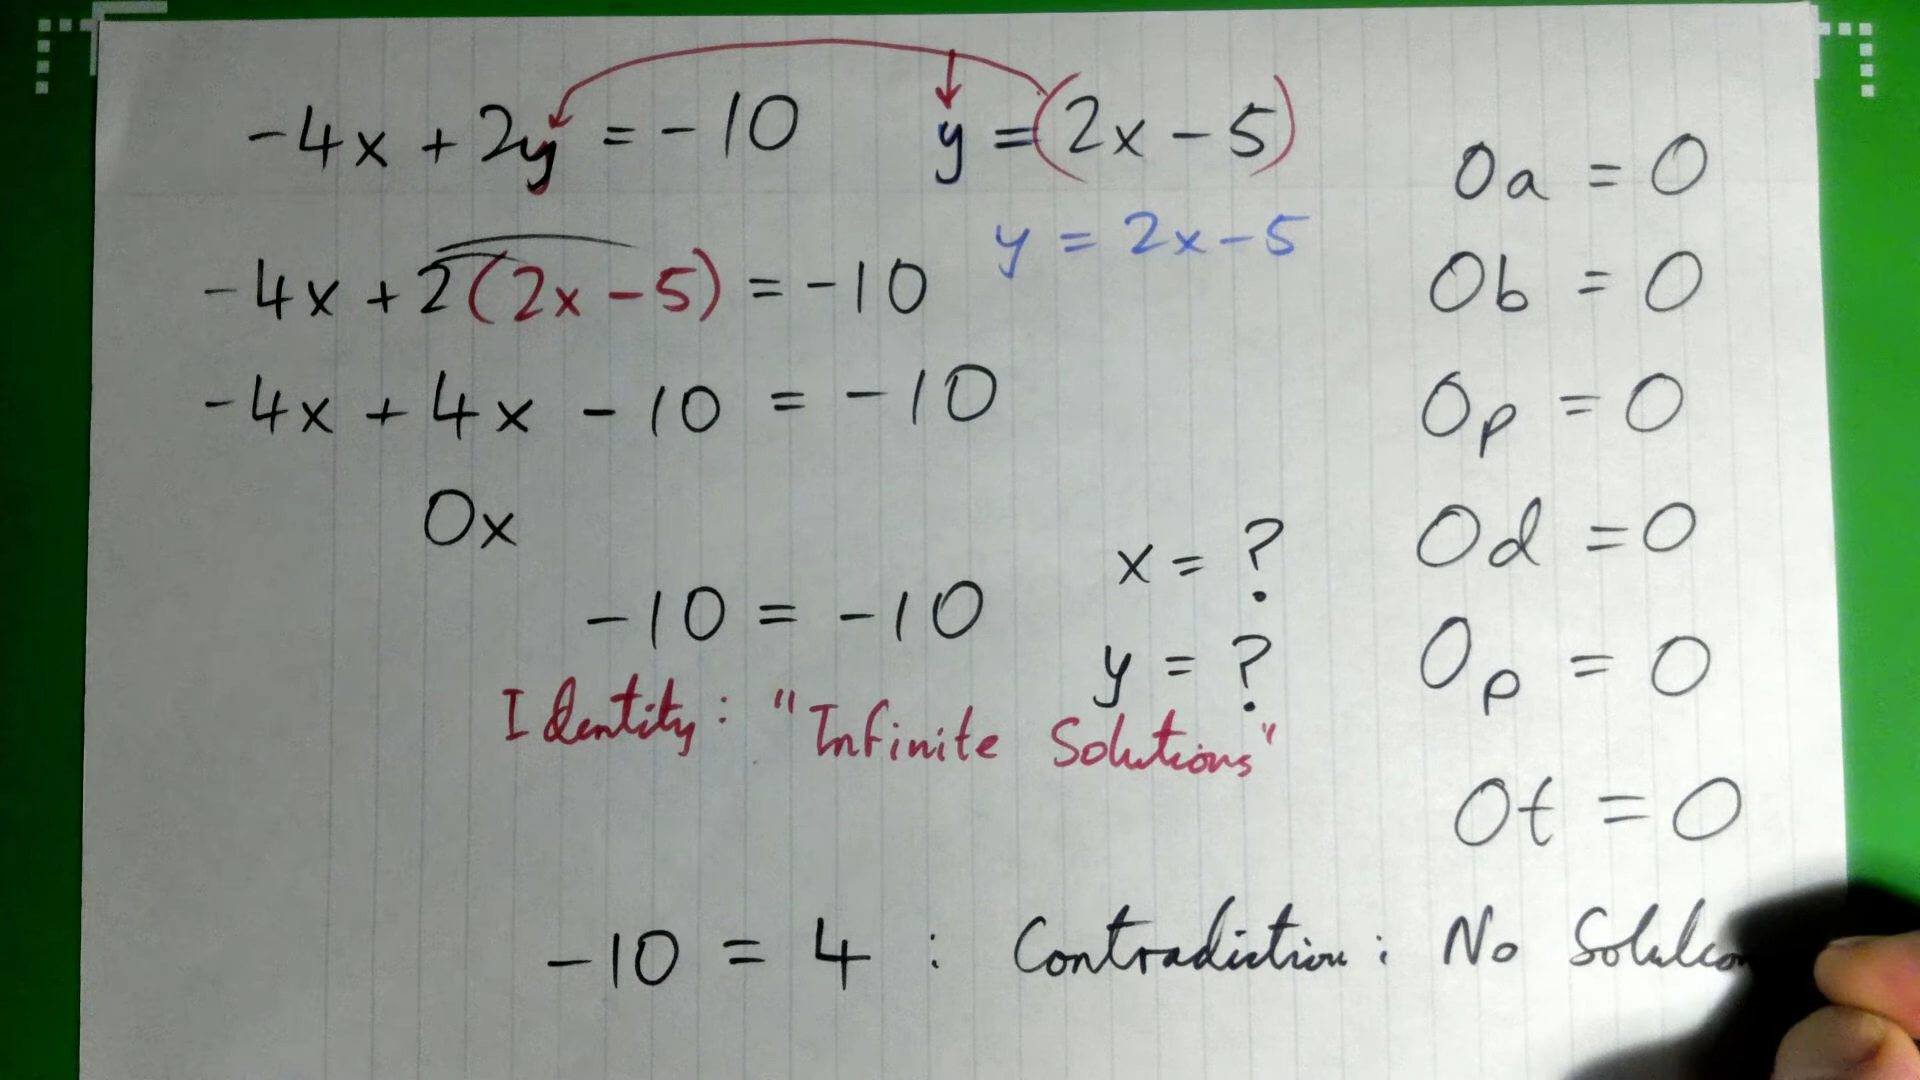 -4x + 2y = -10
y = (2x - 5)
y = 2x - 5
-4x + 2(2x - 5) = -10
-4x + 4x - 10 = -10
0x
-10 = -10
x = ?
y = ?
Identity: "Infinite Solutions"
-10 = 4 : Contradiction : No
0a = 0
0b = 0
0p = 0
0d = 0
0p = 0
0t = 0